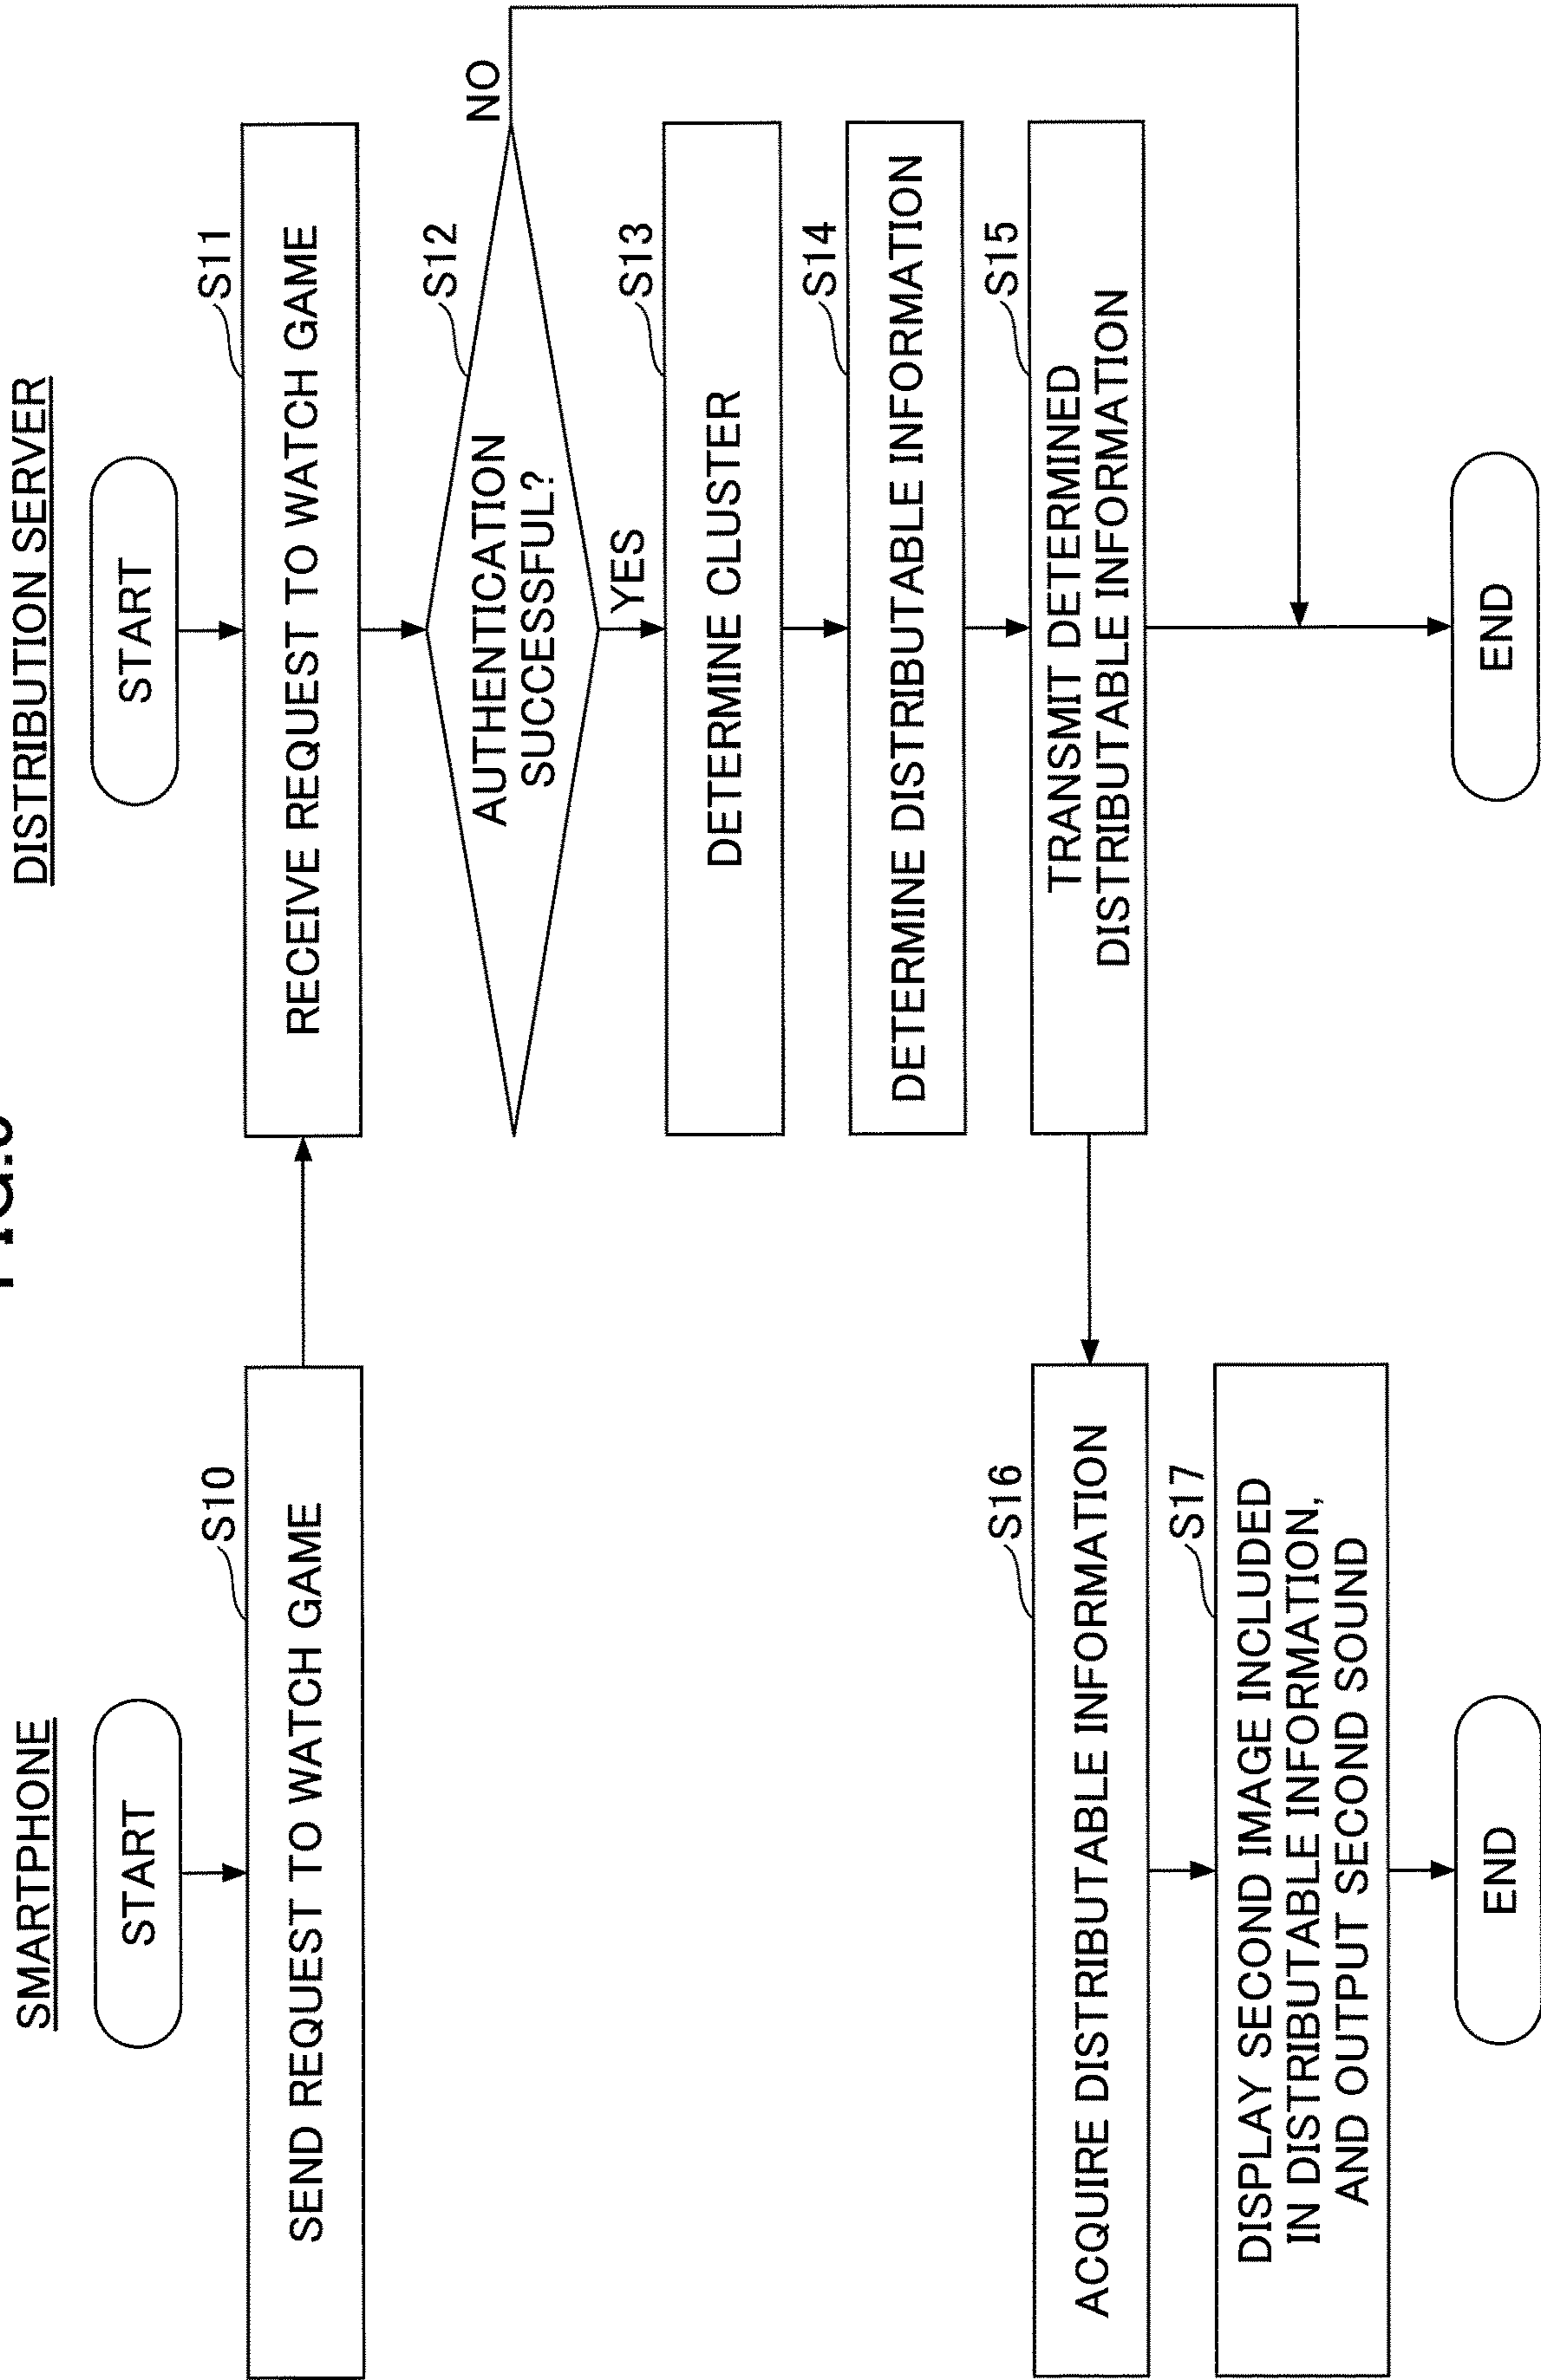 SMARTPHONE
START
S10
SEND REQUEST TO WATCH GAME
S16
ACQUIRE DISTRIBUTABLE INFORMATION
S17
DISPLAY SECOND IMAGE INCLUDED
IN DISTRIBUTABLE INFORMATION,
AND OUTPUT SECOND SOUND
END
DISTRIBUTION SERVER
START
S11
RECEIVE REQUEST TO WATCH GAME
S12
AUTHENTICATION
SUCCESSFUL?
NO
YES
S13
DETERMINE CLUSTER
S14
DETERMINE DISTRIBUTABLE INFORMATION
S15
TRANSMIT DETERMINED
DISTRIBUTABLE INFORMATION
END